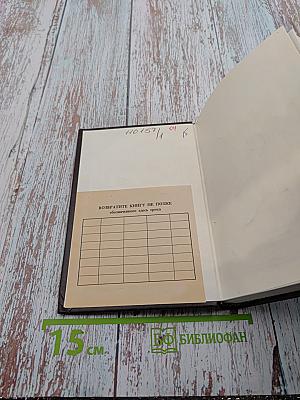 ВОЗВРАТИТЕ КНИГУ НЕ ПОЗЖЕ
обозначенного здесь срока
15 см.
БИБЛИОФАН